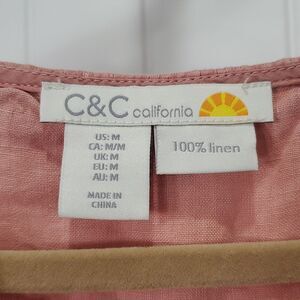 C&C california
US: M
CA: M/M
UK: M
EU: M
AU: M
MADE IN
CHINA
100% linen